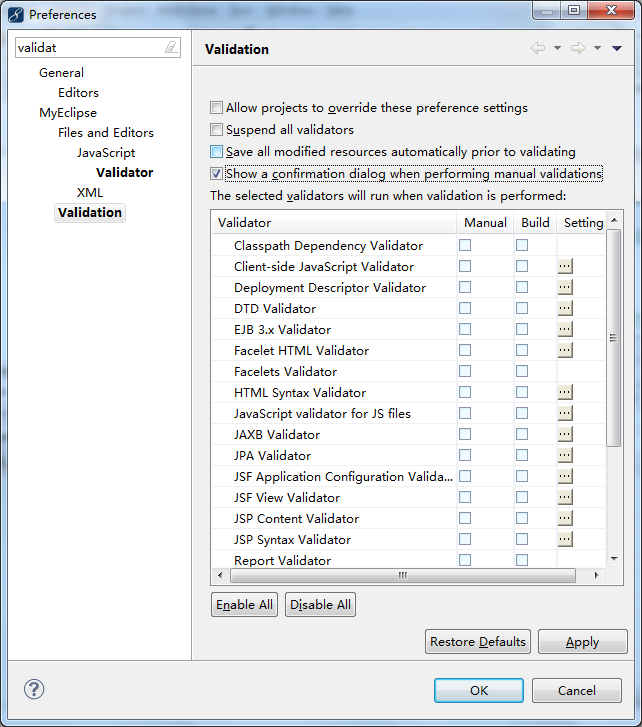 Preferences
validat
General
Editors
MyEclipse
Files and Editors
JavaScript
Validator
XML
Validation
Validation
Allow projects to override these preference settings
Suspend all validators
Save all modified resources automatically prior to validating
Show a confirmation dialog when performing manual validations
The selected validators will run when validation is performed:
Validator Manual Build Setting
Classpath Dependency Validator
Client-side JavaScript Validator ...
Deployment Descriptor Validator ...
DTD Validator ...
EJB 3.x Validator ...
Facelet HTML Validator ...
Facelets Validator
HTML Syntax Validator ...
JavaScript validator for JS files ...
JAXB Validator ...
JPA Validator ...
JSF Application Configuration Valida... ...
JSF View Validator ...
JSP Content Validator ...
JSP Syntax Validator ...
Report Validator
Enable All Disable All
Restore Defaults Apply
? OK Cancel